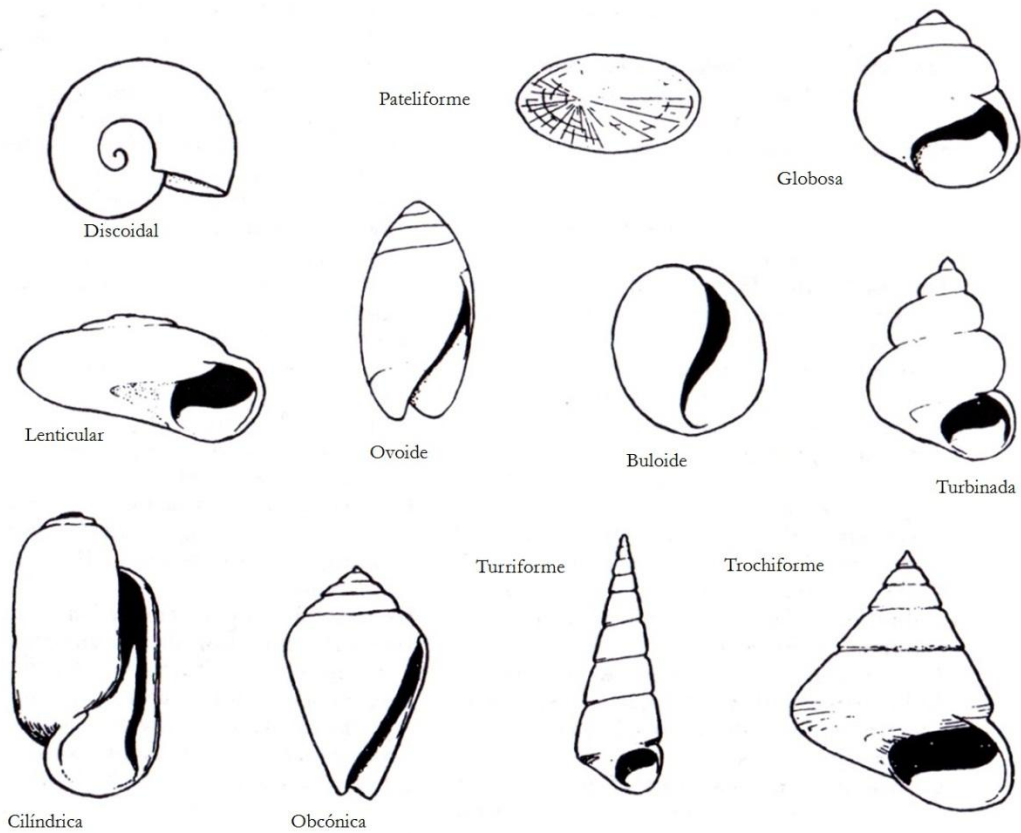 Pateliforme
Globosa
Discoidal
Lenticular
Ovoide
Buloide
Turbinada
Turriforme
Trochiforme
Cilíndrica
Obcónica